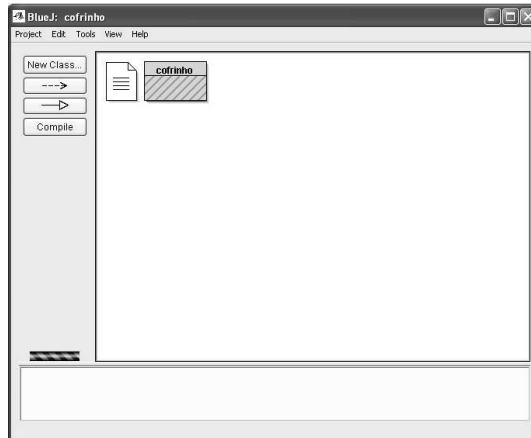 BlueJ: cofrinho
Project Edit Tools View Help
New Class...
cofrinho
Compile